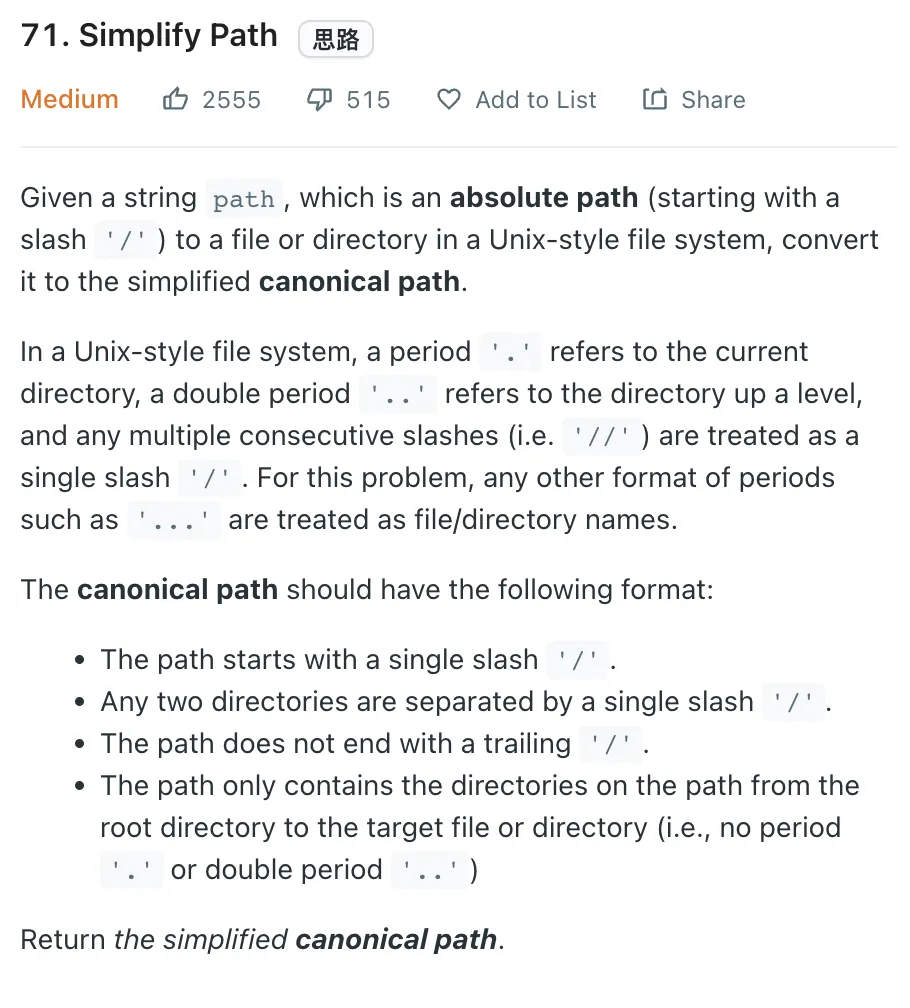 71. Simplify Path 思路
Medium 2555 515 Add to List Share
Given a string path , which is an absolute path (starting with a
slash '/' ) to a file or directory in a Unix-style file system, convert
it to the simplified canonical path.
In a Unix-style file system, a period '.' refers to the current
directory, a double period '..' refers to the directory up a level,
and any multiple consecutive slashes (i.e. '//' ) are treated as a
single slash '/' . For this problem, any other format of periods
such as '...' are treated as file/directory names.
The canonical path should have the following format:
• The path starts with a single slash '/' .
• Any two directories are separated by a single slash '/' .
• The path does not end with a trailing '/' .
• The path only contains the directories on the path from the
root directory to the target file or directory (i.e., no period
'.' or double period '..' )
Return the simplified canonical path.